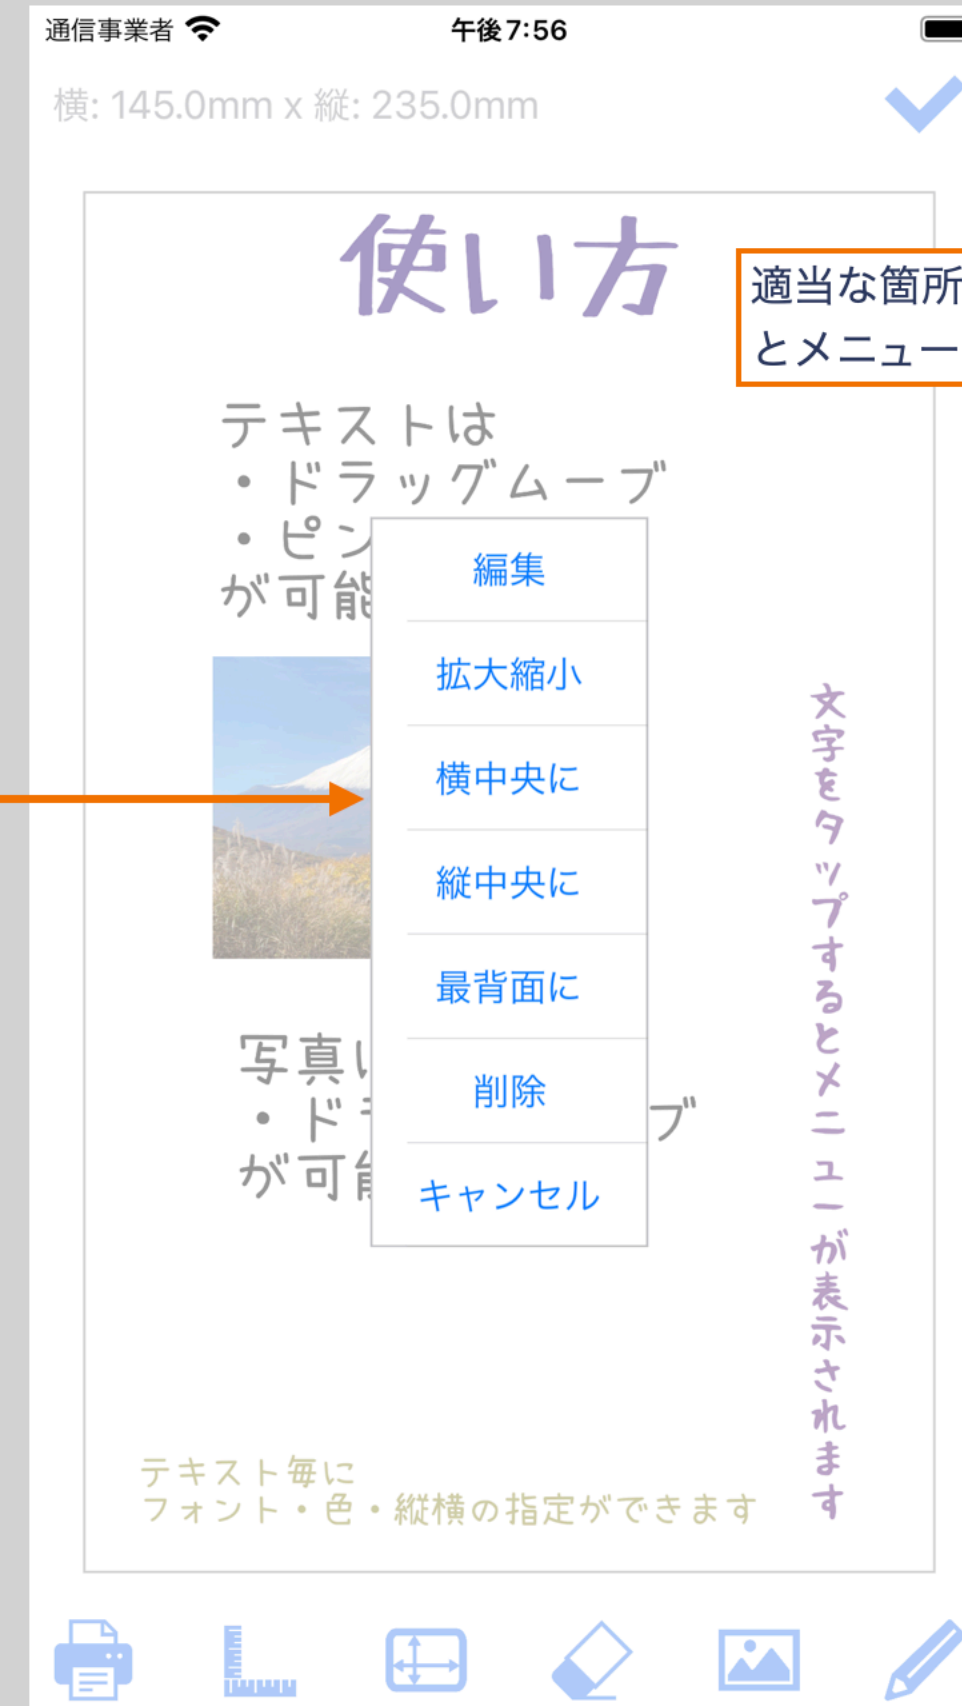 通信事業者
午後7:56
横: 145.0mm x 縦: 235.0mm
使い方
適当な箇所
とメニュー
テキストは
・ドラッグムーブ
・ピン
が可能
編集
拡大縮小
横中央に
縦中央に
最背面に
削除
キャンセル
文字をタップするとメニューが表示されます
写真
・ド
ブ
が可
テキスト毎に
フォント・色・縦横の指定ができます